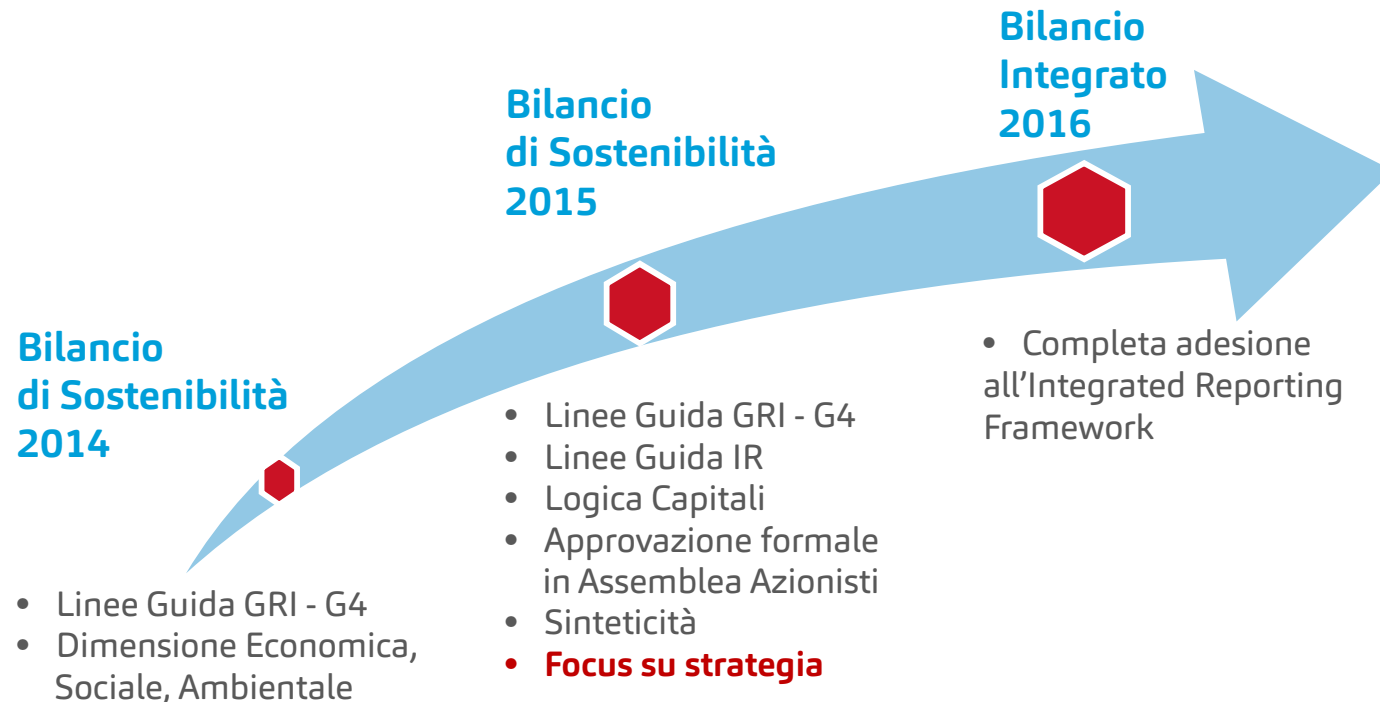 Bilancio
di Sostenibilità
2014
• Linee Guida GRI - G4
• Dimensione Economica,
Sociale, Ambientale
Bilancio
di Sostenibilità
2015
• Linee Guida GRI - G4
• Linee Guida IR
• Logica Capitali
• Approvazione formale
in Assemblea Azionisti
• Sinteticità
• Focus su strategia
Bilancio
Integrato
2016
• Completa adesione
all’Integrated Reporting
Framework